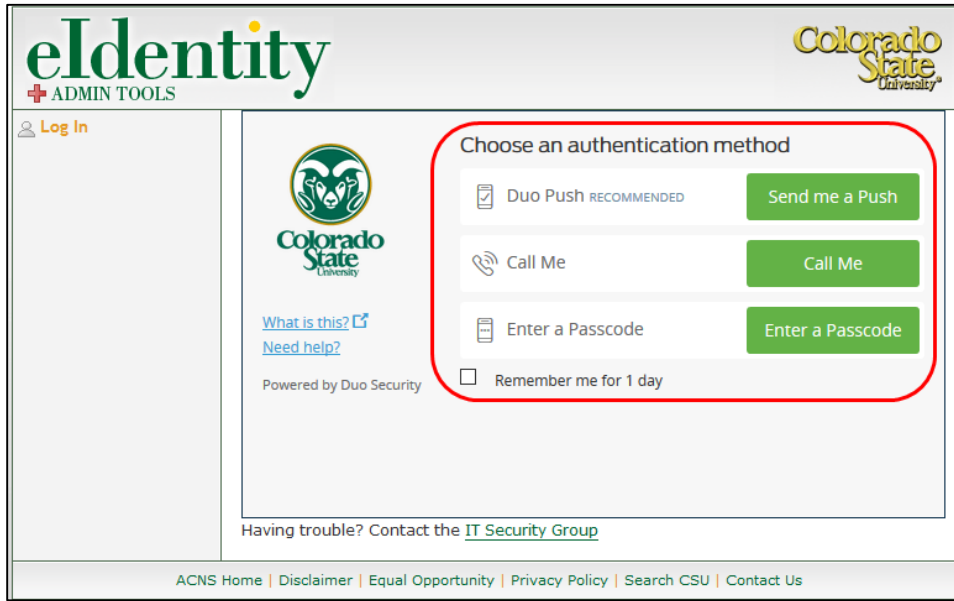 eIdentity
ADMIN TOOLS
Colorado
State
University
Log In
Colorado
State
University
What is this?
Need help?
Powered by Duo Security
Choose an authentication method
Duo Push RECOMMENDED
Send me a Push
Call Me
Call Me
Enter a Passcode
Enter a Passcode
Remember me for 1 day
Having trouble? Contact the IT Security Group
ACNS Home | Disclaimer | Equal Opportunity | Privacy Policy | Search CSU | Contact Us